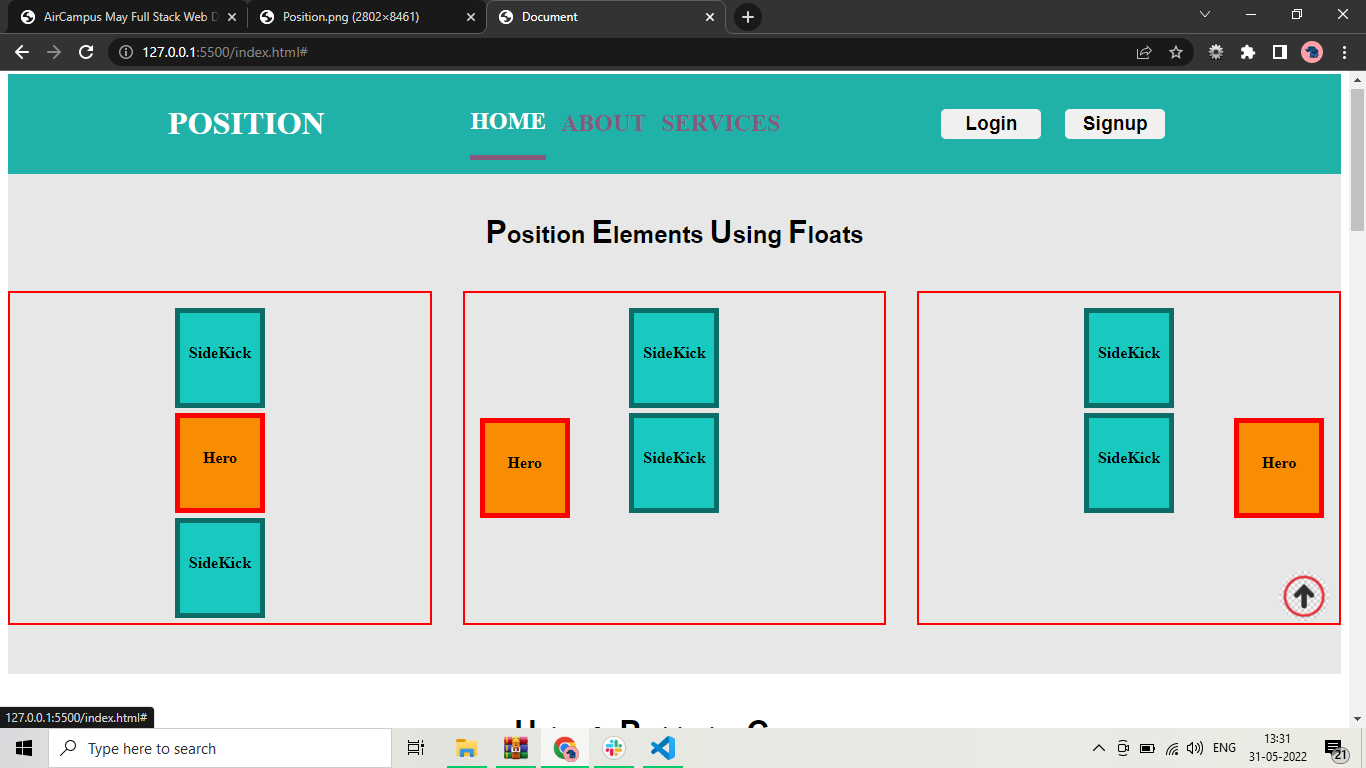 AirCampus May Full Stack Web D
Position.png (2802×8461)
Document
127.0.0.1:5500/index.html#
POSITION
HOME ABOUT SERVICES
Login Signup
Position Elements Using Floats
SideKick
Hero
SideKick
SideKick
Hero
SideKick
SideKick
SideKick
Hero
127.0.0.1:5500/index.html#
Type here to search
ENG
13:31
31-05-2022
21